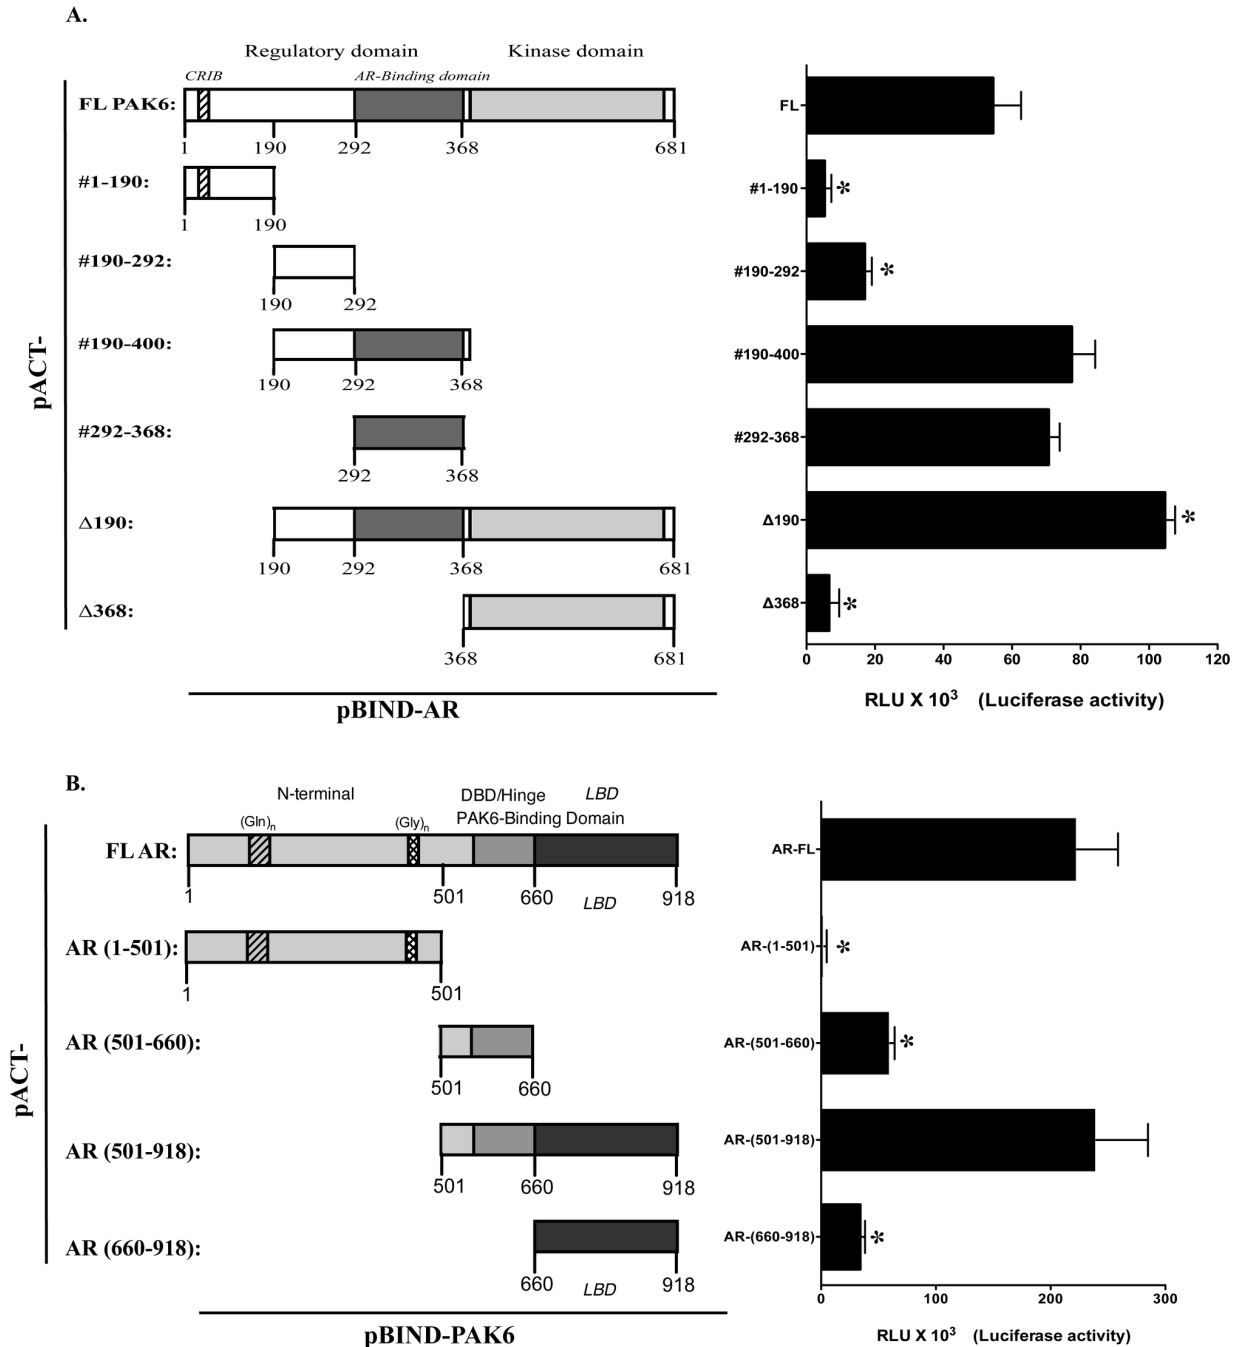 A.
Regulatory domain Kinase domain
CRIB AR-Binding domain
FL PAK6:
1 190 292 368 681
#1-190:
1 190
#190-292:
190 292
#190-400:
190 292 368
#292-368:
292 368
Δ190:
190 292 368 681
Δ368:
368 681
pACT-
pBIND-AR
FL
#1-190 *
#190-292 *
#190-400
#292-368
Δ190 *
Δ368 *
0 20 40 60 80 100 120
RLU X 10³ (Luciferase activity)
B.
N-terminal DBD/Hinge LBD
(Gln)n (Gly)n PAK6-Binding Domain
FL AR:
1 501 660 LBD 918
AR (1-501):
1 501
AR (501-660):
501 660
AR (501-918):
501 660 918
AR (660-918):
660 LBD 918
pACT-
pBIND-PAK6
AR-FL
AR-(1-501) *
AR-(501-660) *
AR-(501-918)
AR-(660-918) *
0 100 200 300
RLU X 10³ (Luciferase activity)